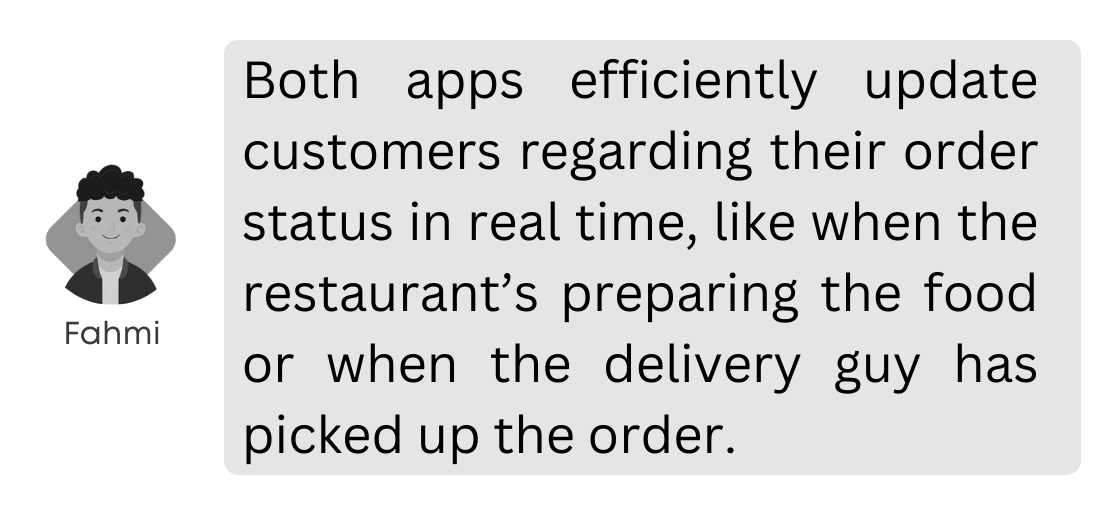 Both apps efficiently update
customers regarding their order
status in real time, like when the
restaurant’s preparing the food
or when the delivery guy has
picked up the order.
Fahmi